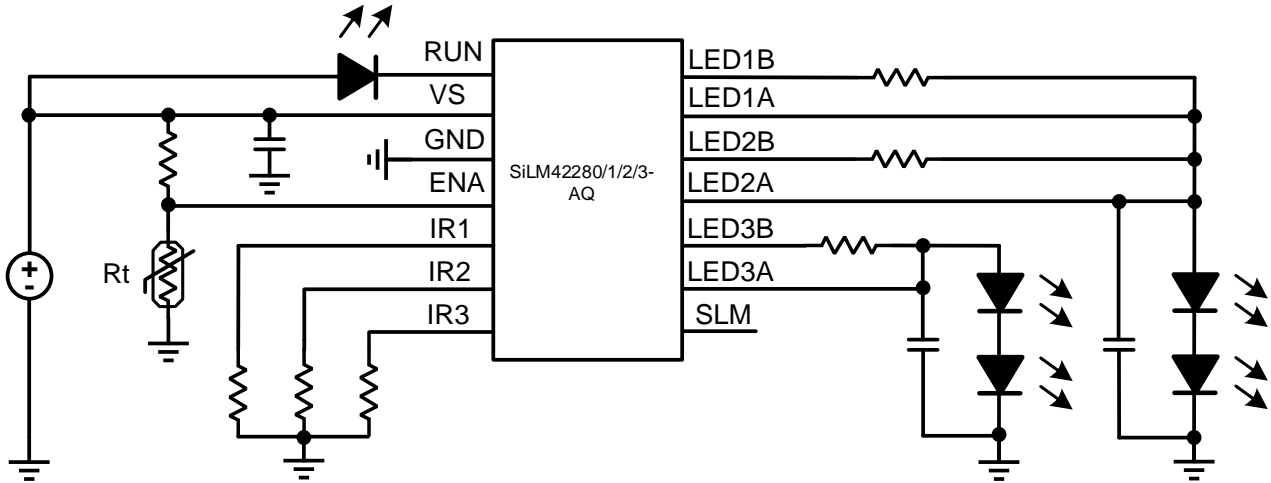 RUN
VS
GND
ENA
IR1
IR2
IR3
SiLM42280/1/2/3-
AQ
LED1B
LED1A
LED2B
LED2A
LED3B
LED3A
SLM
Rt
+
-